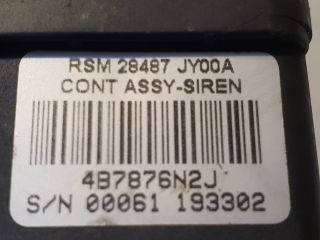 RSM 28487 JY00A
CONT ASSY-SIREN
4B7876N2J
S/N 00061 193302